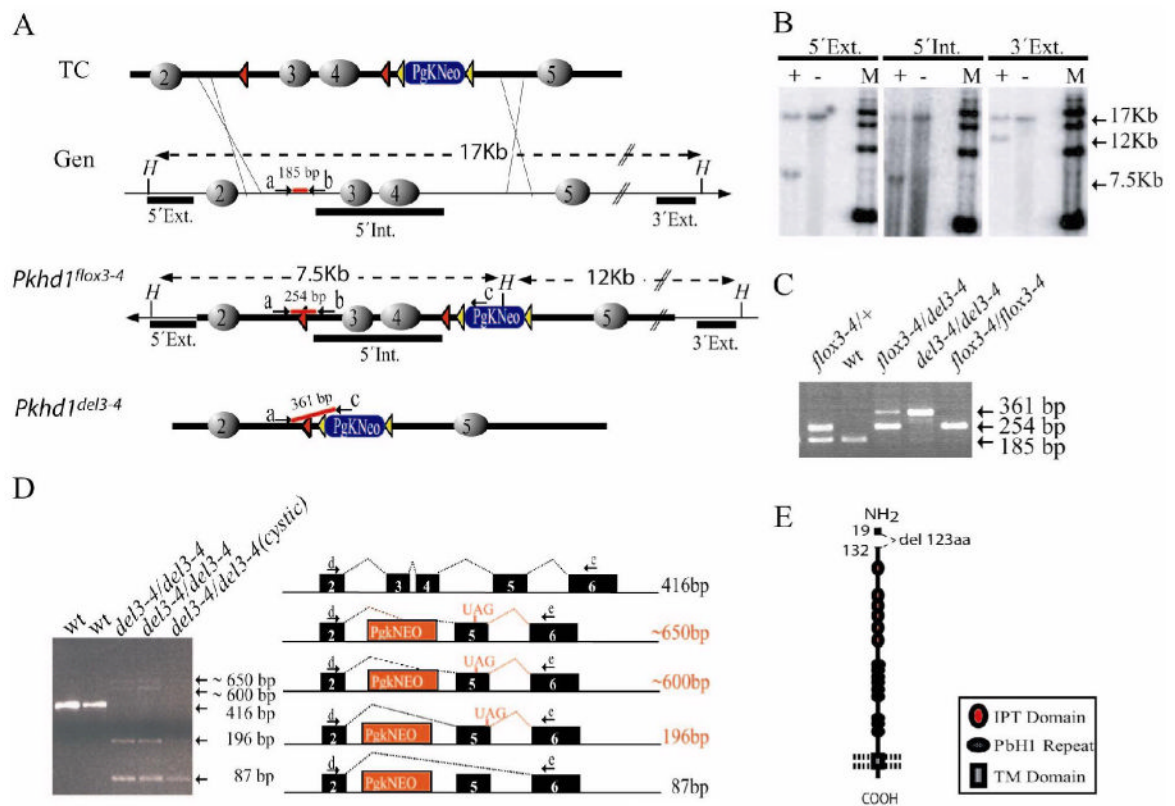 A
TC
2
3
4
PgKNeo
5
Gen
17Kb
H
H
185 bp
a
b
2
3
4
5
5´Ext.
5´Int.
3´Ext.
Pkhd1flox3-4
7.5Kb
12Kb
H
H
H
254 bp
a
b
c
2
3
4
PgKNeo
5
5´Ext.
5´Int.
3´Ext.
Pkhd1del3-4
361 bp
a
c
2
PgKNeo
5
B
5´Ext. 5´Int. 3´Ext.
+ - M + - M + - M
17Kb
12Kb
7.5Kb
C
flox3-4/+
wt
flox3-4/del3-4
del3-4/del3-4
flox3-4/flox3-4
361 bp
254 bp
185 bp
D
wt
wt
del3-4/del3-4
del3-4/del3-4
del3-4/del3-4(cystic)
~ 650 bp
~ 600 bp
416 bp
196 bp
87 bp
d e
2 3 4 5 6 416bp
d UAG e
2 PgkNEO 5 6 ~650bp
d UAG e
2 PgkNEO 5 6 ~600bp
d UAG e
2 PgkNEO 5 6 196bp
d e
2 PgkNEO 5 6 87bp
E
NH2
19
del 123aa
132
COOH
IPT Domain
PbH1 Repeat
TM Domain